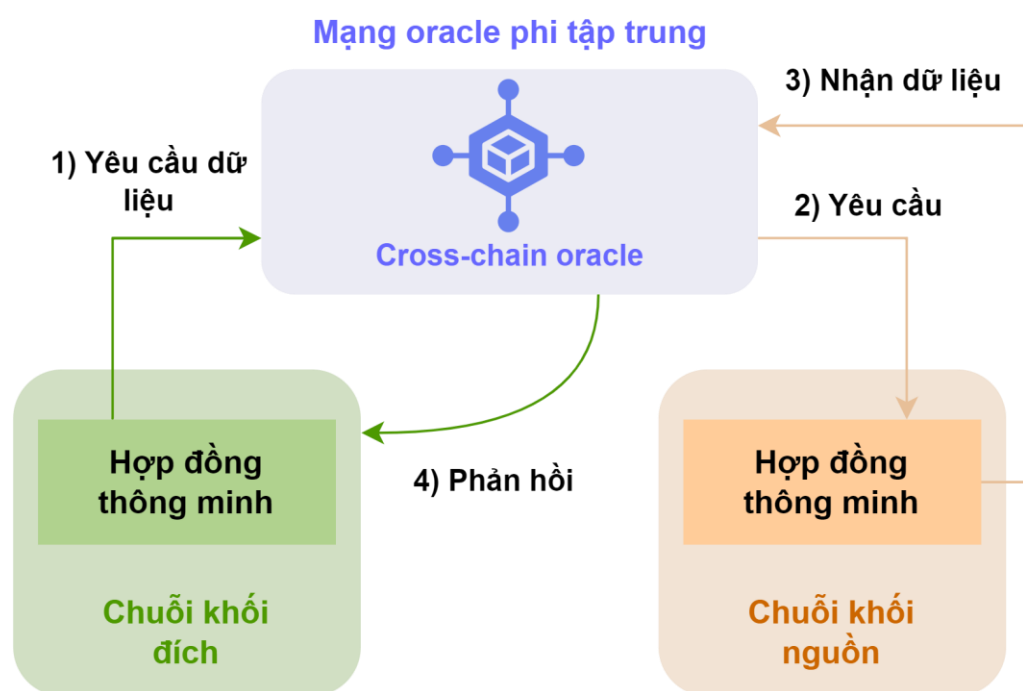 Mạng oracle phi tập trung
3) Nhận dữ liệu
1) Yêu cầu dữ
liệu
2) Yêu cầu
Cross-chain oracle
Hợp đồng
thông minh
4) Phản hồi
Hợp đồng
thông minh
Chuỗi khối
đích
Chuỗi khối
nguồn